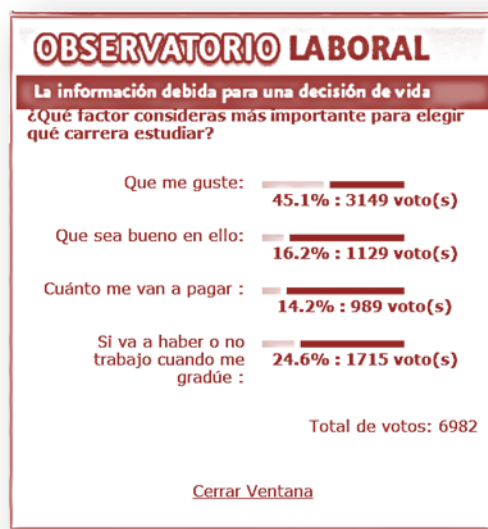 OBSERVATORIO LABORAL
La información debida para una decisión de vida
¿Qué factor consideras más importante para elegir
qué carrera estudiar?
Que me guste:
45.1% : 3149 voto(s)
Que sea bueno en ello:
16.2% : 1129 voto(s)
Cuánto me van a pagar :
14.2% : 989 voto(s)
Si va a haber o no
trabajo cuando me
gradúe :
24.6% : 1715 voto(s)
Total de votos: 6982
Cerrar Ventana